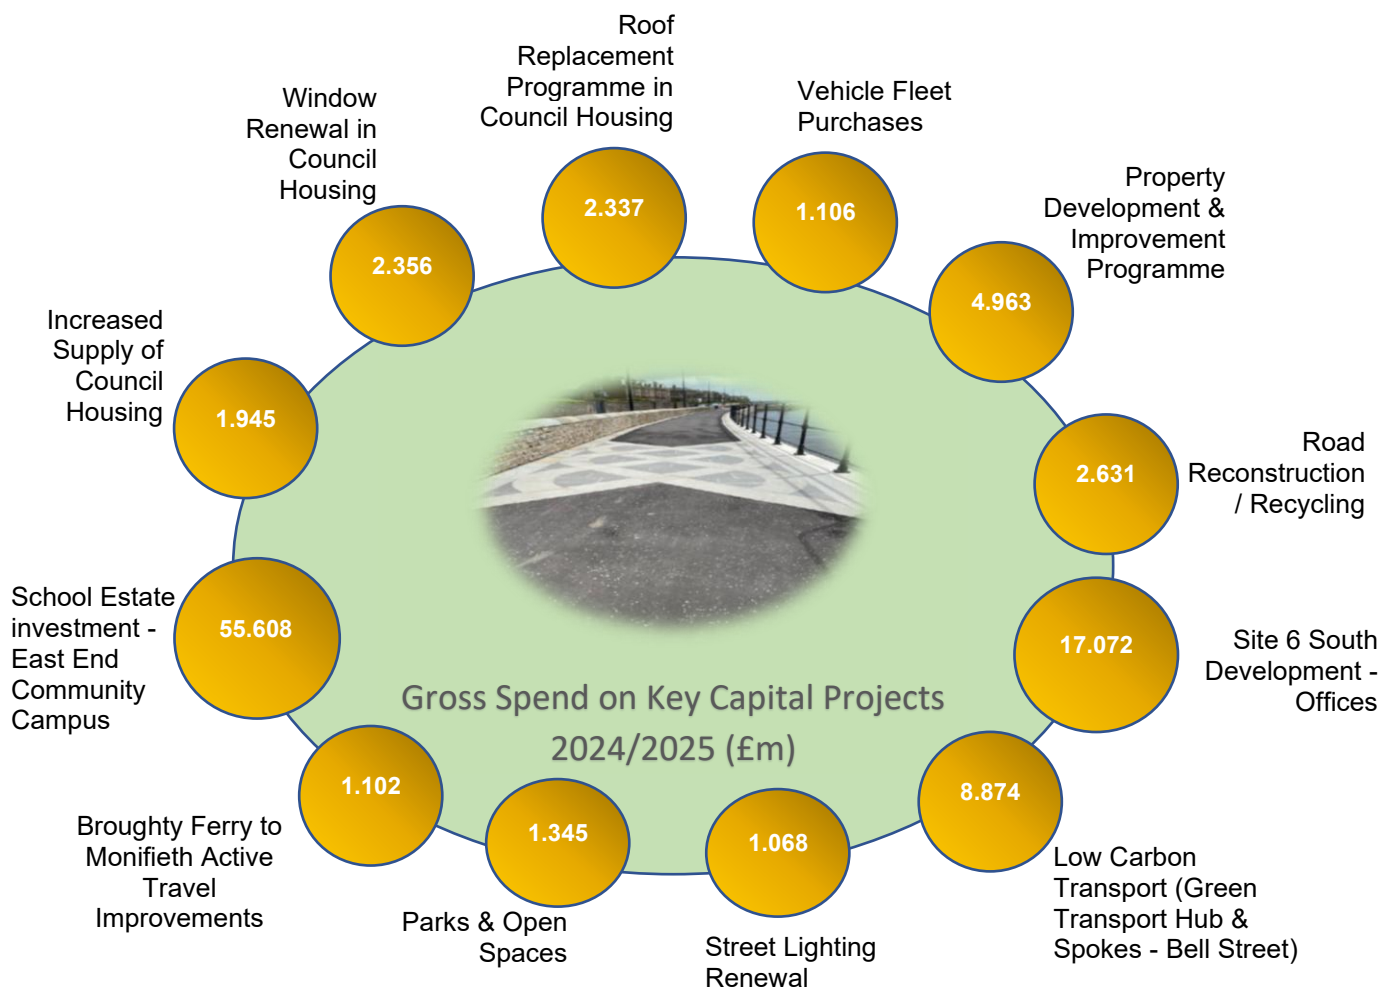 Roof
Replacement
Programme in
Council Housing
2.337
Vehicle Fleet
Purchases
1.106
Property
Development &
Improvement
Programme
4.963
Road
Reconstruction
/ Recycling
2.631
Site 6 South
Development -
Offices
17.072
Low Carbon
Transport (Green
Transport Hub &
Spokes - Bell Street)
8.874
Street Lighting
Renewal
1.068
Parks & Open
Spaces
1.345
Broughty Ferry to
Monifieth Active
Travel
Improvements
1.102
School Estate
investment -
East End
Community
Campus
55.608
Increased
Supply of
Council
Housing
1.945
Window
Renewal in
Council
Housing
2.356
Gross Spend on Key Capital Projects
2024/2025 (£m)